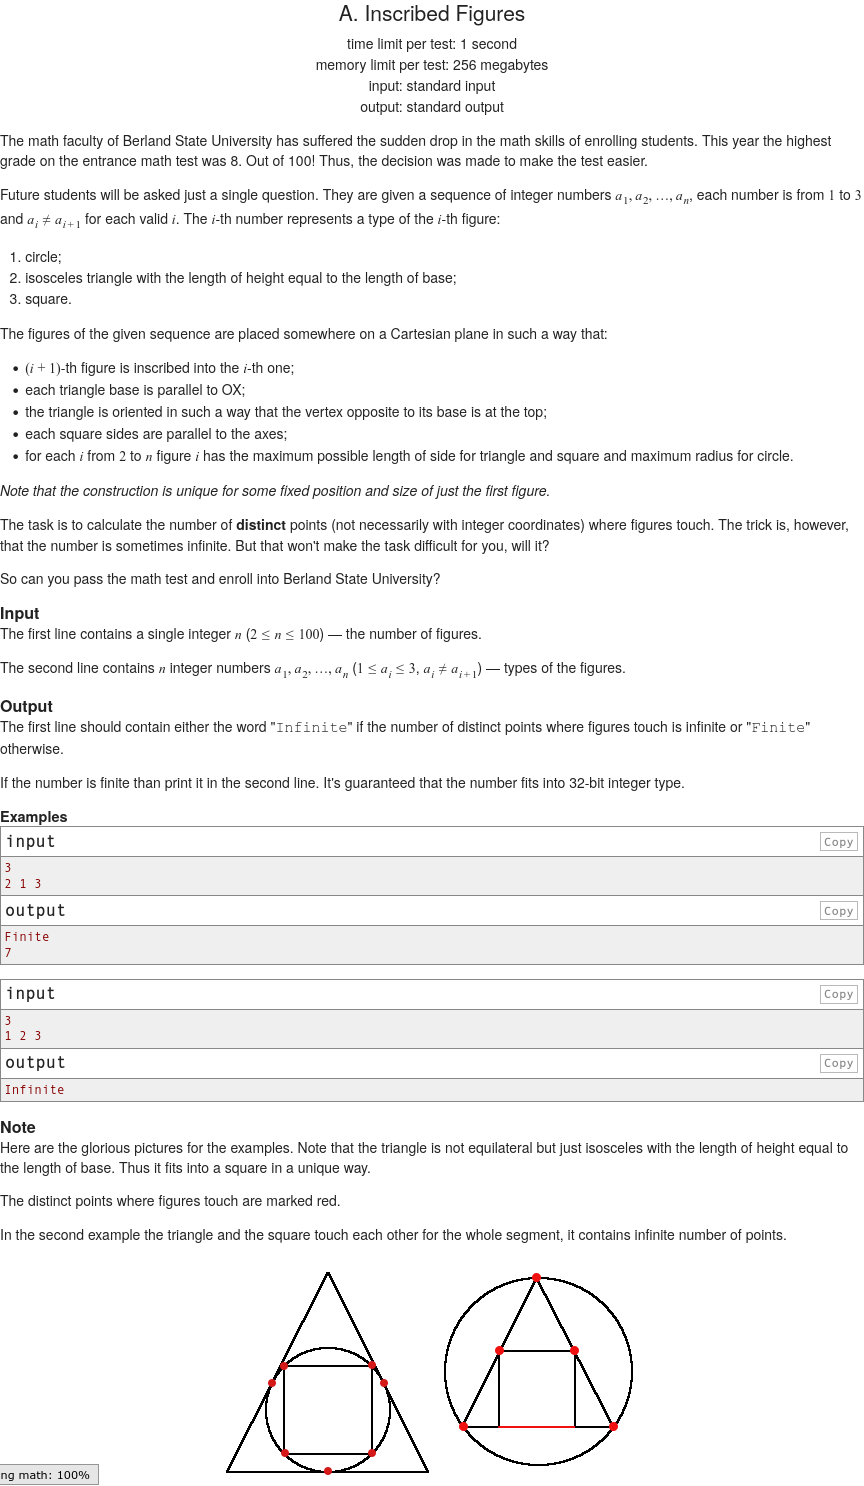 A. Inscribed Figures
time limit per test: 1 second
memory limit per test: 256 megabytes
input: standard input
output: standard output
The math faculty of Berland State University has suffered the sudden drop in the math skills of enrolling students. This year the highest
grade on the entrance math test was 8. Out of 100! Thus, the decision was made to make the test easier.
Future students will be asked just a single question. They are given a sequence of integer numbers a₁, a₂, …, aₙ, each number is from 1 to 3
and aᵢ ≠ aᵢ₊₁ for each valid i. The i-th number represents a type of the i-th figure:
1. circle;
2. isosceles triangle with the length of height equal to the length of base;
3. square.
The figures of the given sequence are placed somewhere on a Cartesian plane in such a way that:
• (i + 1)-th figure is inscribed into the i-th one;
• each triangle base is parallel to OX;
• the triangle is oriented in such a way that the vertex opposite to its base is at the top;
• each square sides are parallel to the axes;
• for each i from 2 to n figure i has the maximum possible length of side for triangle and square and maximum radius for circle.
Note that the construction is unique for some fixed position and size of just the first figure.
The task is to calculate the number of distinct points (not necessarily with integer coordinates) where figures touch. The trick is, however,
that the number is sometimes infinite. But that won't make the task difficult for you, will it?
So can you pass the math test and enroll into Berland State University?
Input
The first line contains a single integer n (2 ≤ n ≤ 100) — the number of figures.
The second line contains n integer numbers a₁, a₂, …, aₙ (1 ≤ aᵢ ≤ 3, aᵢ ≠ aᵢ₊₁) — types of the figures.
Output
The first line should contain either the word "Infinite" if the number of distinct points where figures touch is infinite or "Finite"
otherwise.
If the number is finite than print it in the second line. It's guaranteed that the number fits into 32-bit integer type.
Examples
input Copy
3
2 1 3
output Copy
Finite
7
input Copy
3
1 2 3
output Copy
Infinite
Note
Here are the glorious pictures for the examples. Note that the triangle is not equilateral but just isosceles with the length of height equal to
the length of base. Thus it fits into a square in a unique way.
The distinct points where figures touch are marked red.
In the second example the triangle and the square touch each other for the whole segment, it contains infinite number of points.
ng math: 100%